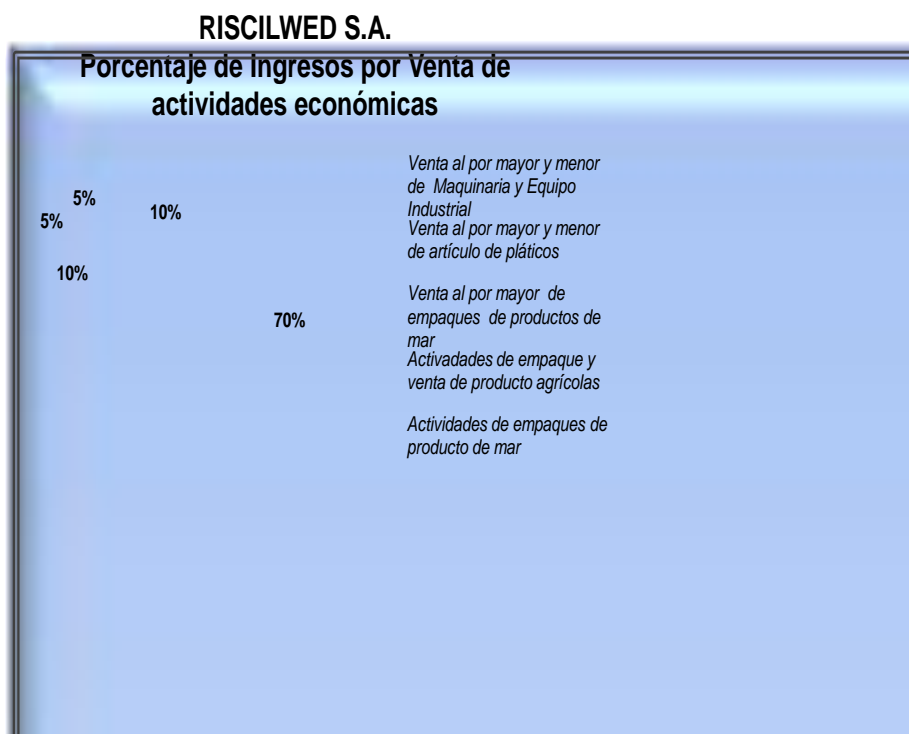 RISCILWED S.A.
Porcentaje de Ingresos por Venta de
actividades económicas
5%
5%
10%
10%
70%
Venta al por mayor y menor
de Maquinaria y Equipo
Industrial
Venta al por mayor y menor
de artículo de pláticos
Venta al por mayor de
empaques de productos de
mar
Activadades de empaque y
venta de producto agrícolas
Actividades de empaques de
producto de mar